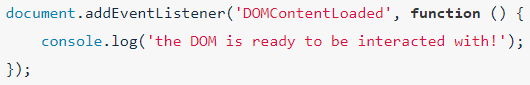 document.addEventListener('DOMContentLoaded', function () {
    console.log('the DOM is ready to be interacted with!');
});